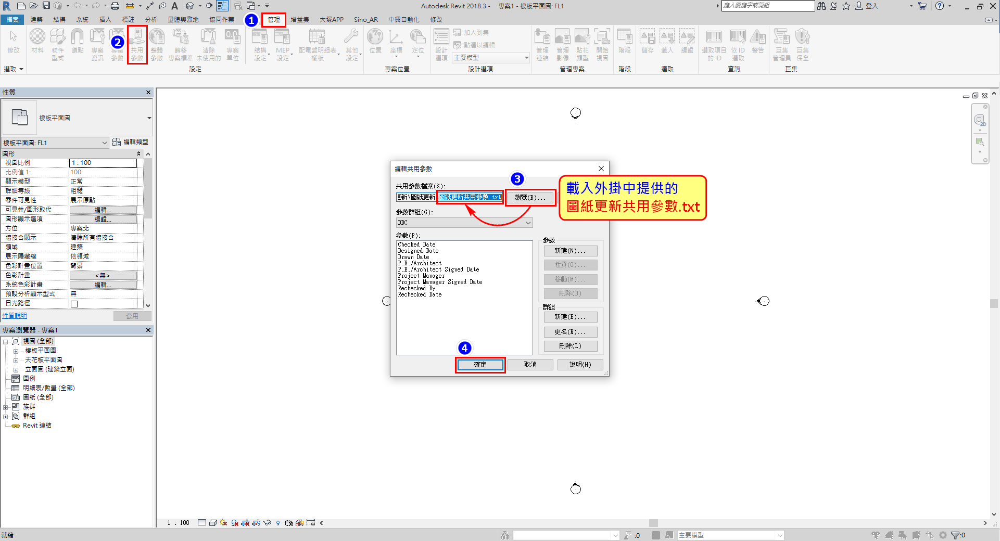 Autodesk Revit 2018.3 -    專案1 - 樓板平面圖: FL1
鍵入關鍵字或詞組
登入
檔案 建築 結構 系統 插入 標註 分析 量體與敷地 協同作業 1 管理 增益集 大塚APP Sino_AR 中興自動化 修改
2
修改
材料
物件
型式
鎖點
專案
資訊
專案
參數
共用
參數
整體
參數
轉移
專案標準
清除
未使用的
專案
單位
結構
設定
MEP
設定
配電盤明細表
樣板
其他
設定
位置
座標
定位
設計
選項
加入到集
點選以編輯
主要模型
管理
連結
管理
影像
貼花
類型
開始
視圖
階段
儲存
載入
編輯
選取項目
的 ID
依 ID
選取
警告
巨集
管理員
巨集
保全
選取 設定 專案位置 設計選項 管理專案 階段 選取 查詢 巨集
性質
樓板平面圖
樓板平面圖: FL1 編輯類型
圖形
視圖比例 1 : 100
比例值 1: 100
顯示模型 正常
詳細等級 粗糙
零件可見性 展示原點
可見性/圖形取代 編輯...
圖形顯示選項 編輯...
方位 專案北
牆接合顯示 清除所有牆接合
領域 建築
展示隱藏線 依領域
色彩計畫位置 背景
色彩計畫 <無>
系統色彩計畫 編輯...
預設分析顯示型式 無
日光路徑
性質說明 套用
專案瀏覽器 - 專案1
視圖 (全部)
樓板平面圖
天花板平面圖
立面圖 (建築立面)
圖例
明細表/數量 (全部)
圖紙 (全部)
族群
群組
Revit 連結
2D
編輯共用參數
共用參數檔案(S):
3
更新\圖紙更新\圖紙更新共用參數.txt 瀏覽(B)...
載入外掛中提供的
圖紙更新共用參數.txt
參數群組(G):
DDC
參數(P):
Checked Date
Designed Date
Drawn Date
P.E./Architect
P.E./Architect Signed Date
Project Manager
Project Manager Signed Date
Rechecked By
Rechecked Date
參數
新建(N)...
性質(O)...
移動(M)...
刪除(D)
群組
新建(E)...
更名(R)...
刪除(L)
4
確定 取消 說明(H)
1 : 100
就緒 :0 主要模型 :0